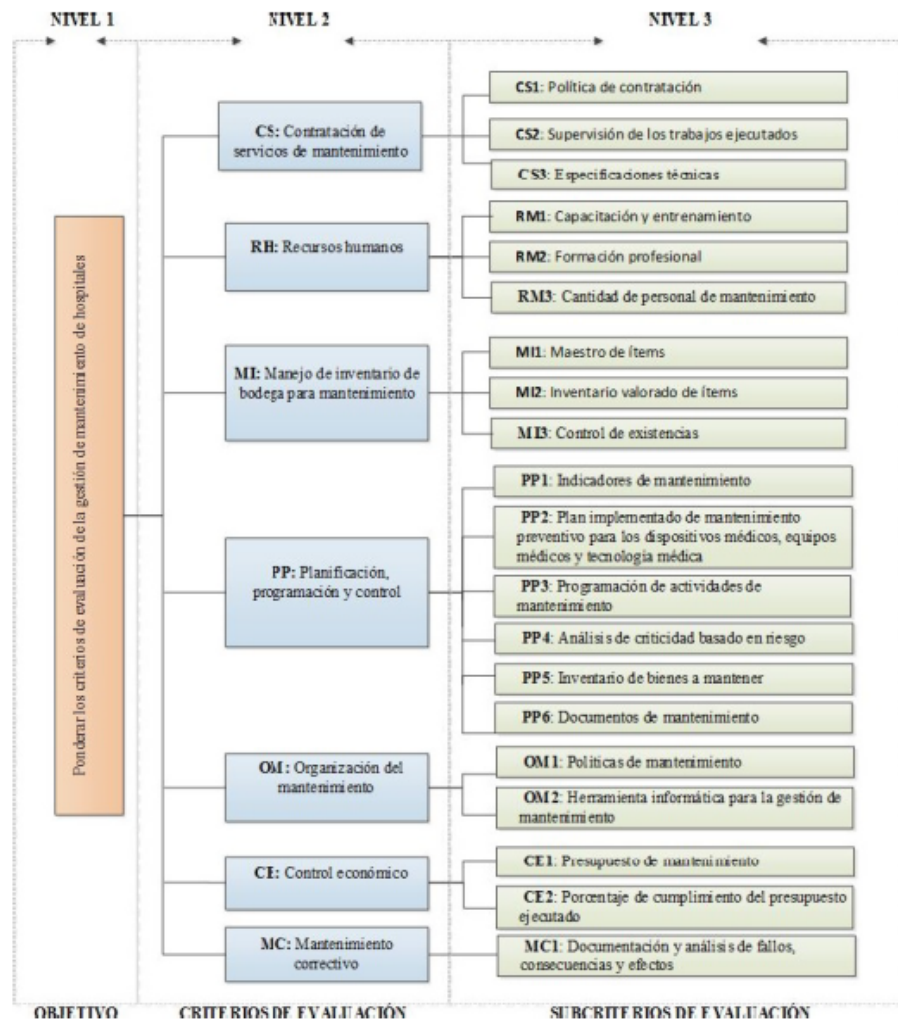 NIVEL 1
NIVEL 2
NIVEL 3
Ponderar los criterios de evaluación de la gestión de mantenimiento de hospitales
CS: Contratación de
servicios de mantenimiento
CS1: Política de contratación
CS2: Supervisión de los trabajos ejecutados
CS3: Especificaciones técnicas
RH: Recursos humanos
RM1: Capacitación y entrenamiento
RM2: Formación profesional
RM3: Cantidad de personal de mantenimiento
MI: Manejo de inventario de
bodega para mantenimiento
MI1: Maestro de ítems
MI2: Inventario valorado de ítems
MI3: Control de existencias
PP: Planificación,
programación y control
PP1: Indicadores de mantenimiento
PP2: Plan implementado de mantenimiento
preventivo para los dispositivos médicos, equipos
médicos y tecnología médica
PP3: Programación de actividades de
mantenimiento
PP4: Análisis de criticidad basado en riesgo
PP5: Inventario de bienes a mantener
PP6: Documentos de mantenimiento
OM: Organización del
mantenimiento
OM1: Políticas de mantenimiento
OM2: Herramienta informática para la gestión de
mantenimiento
CE: Control económico
CE1: Presupuesto de mantenimiento
CE2: Porcentaje de cumplimiento del presupuesto
ejecutado
MC: Mantenimiento
correctivo
MC1: Documentación y análisis de fallos,
consecuencias y efectos
OBJETIVO
CRITERIOS DE EVALUACIÓN
SUBCRITERIOS DE EVALUACIÓN